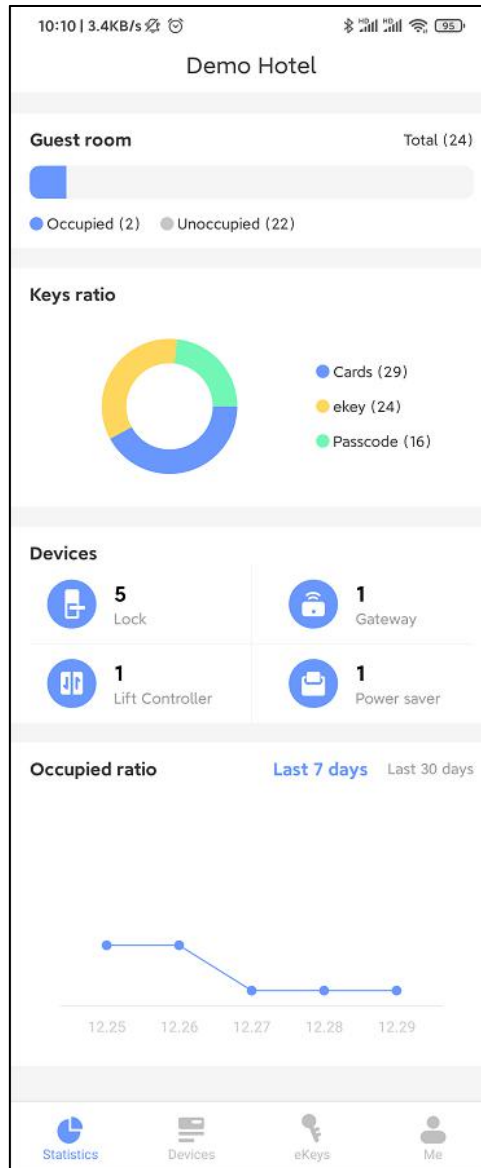 10:10 | 3.4KB/s HD HD 95
Demo Hotel
Guest room Total (24)
Occupied (2) Unoccupied (22)
Keys ratio
Cards (29)
ekey (24)
Passcode (16)
Devices
5 1
Lock Gateway
1 1
Lift Controller Power saver
Occupied ratio Last 7 days Last 30 days
12.25 12.26 12.27 12.28 12.29
Statistics Devices eKeys Me